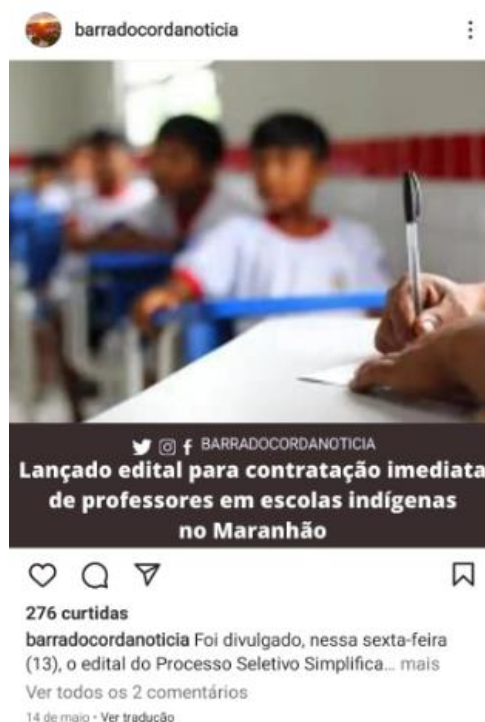 barradocordanoticia
BARRADOCORDANOTICIA
Lançado edital para contratação imediata
de professores em escolas indígenas
no Maranhão
276 curtidas
barradocordanoticia Foi divulgado, nessa sexta-feira
(13), o edital do Processo Seletivo Simplifica... mais
Ver todos os 2 comentários
14 de maio • Ver tradução